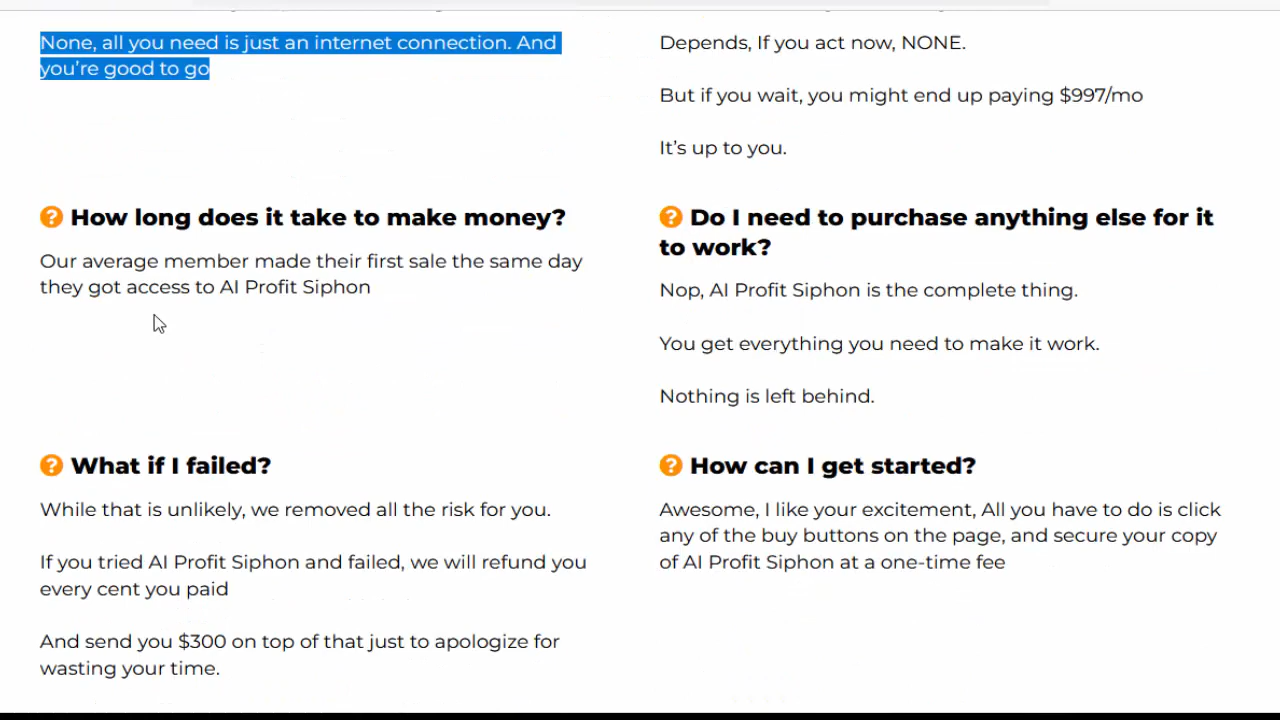 None, all you need is just an internet connection. And
you’re good to go
Depends, If you act now, NONE.
But if you wait, you might end up paying $997/mo
It’s up to you.
How long does it take to make money?
Our average member made their first sale the same day
they got access to AI Profit Siphon
Do I need to purchase anything else for it
to work?
Nop, AI Profit Siphon is the complete thing.
You get everything you need to make it work.
Nothing is left behind.
What if I failed?
While that is unlikely, we removed all the risk for you.
If you tried AI Profit Siphon and failed, we will refund you
every cent you paid
And send you $300 on top of that just to apologize for
wasting your time.
How can I get started?
Awesome, I like your excitement, All you have to do is click
any of the buy buttons on the page, and secure your copy
of AI Profit Siphon at a one-time fee